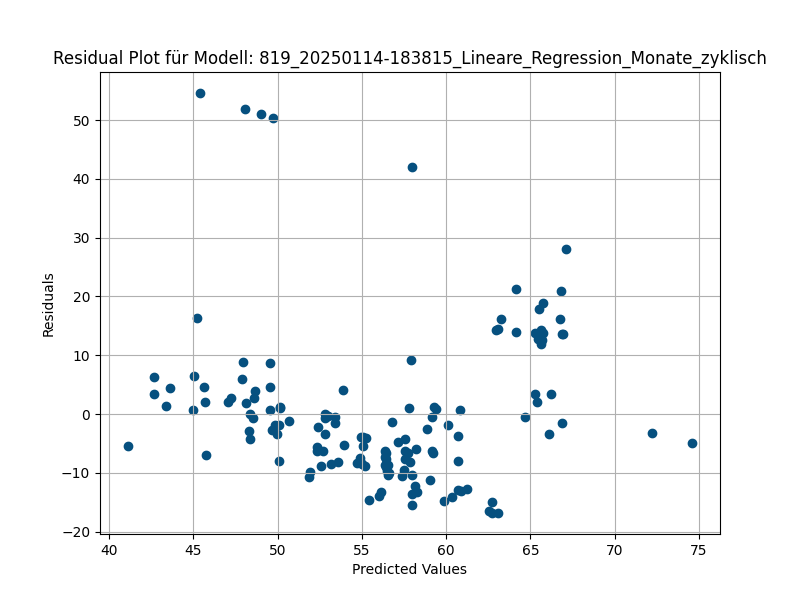 Residual Plot für Modell: 819_20250114-183815_Lineare_Regression_Monate_zyklisch
50
40
30
20
10
0
−10
−20
Residuals
40 45 50 55 60 65 70 75
Predicted Values